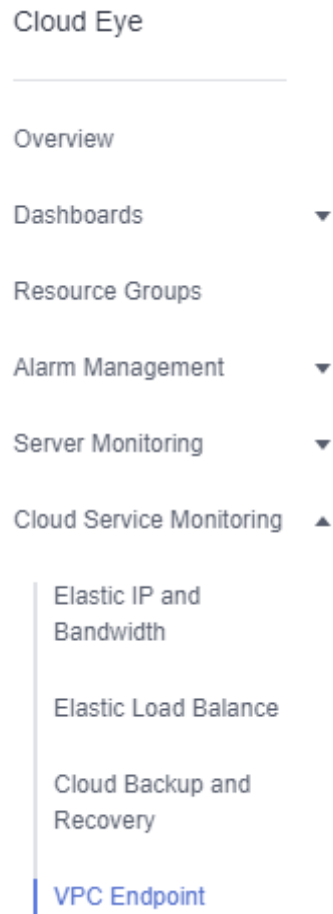 Cloud Eye
Overview
Dashboards
Resource Groups
Alarm Management
Server Monitoring
Cloud Service Monitoring
Elastic IP and
Bandwidth
Elastic Load Balance
Cloud Backup and
Recovery
VPC Endpoint